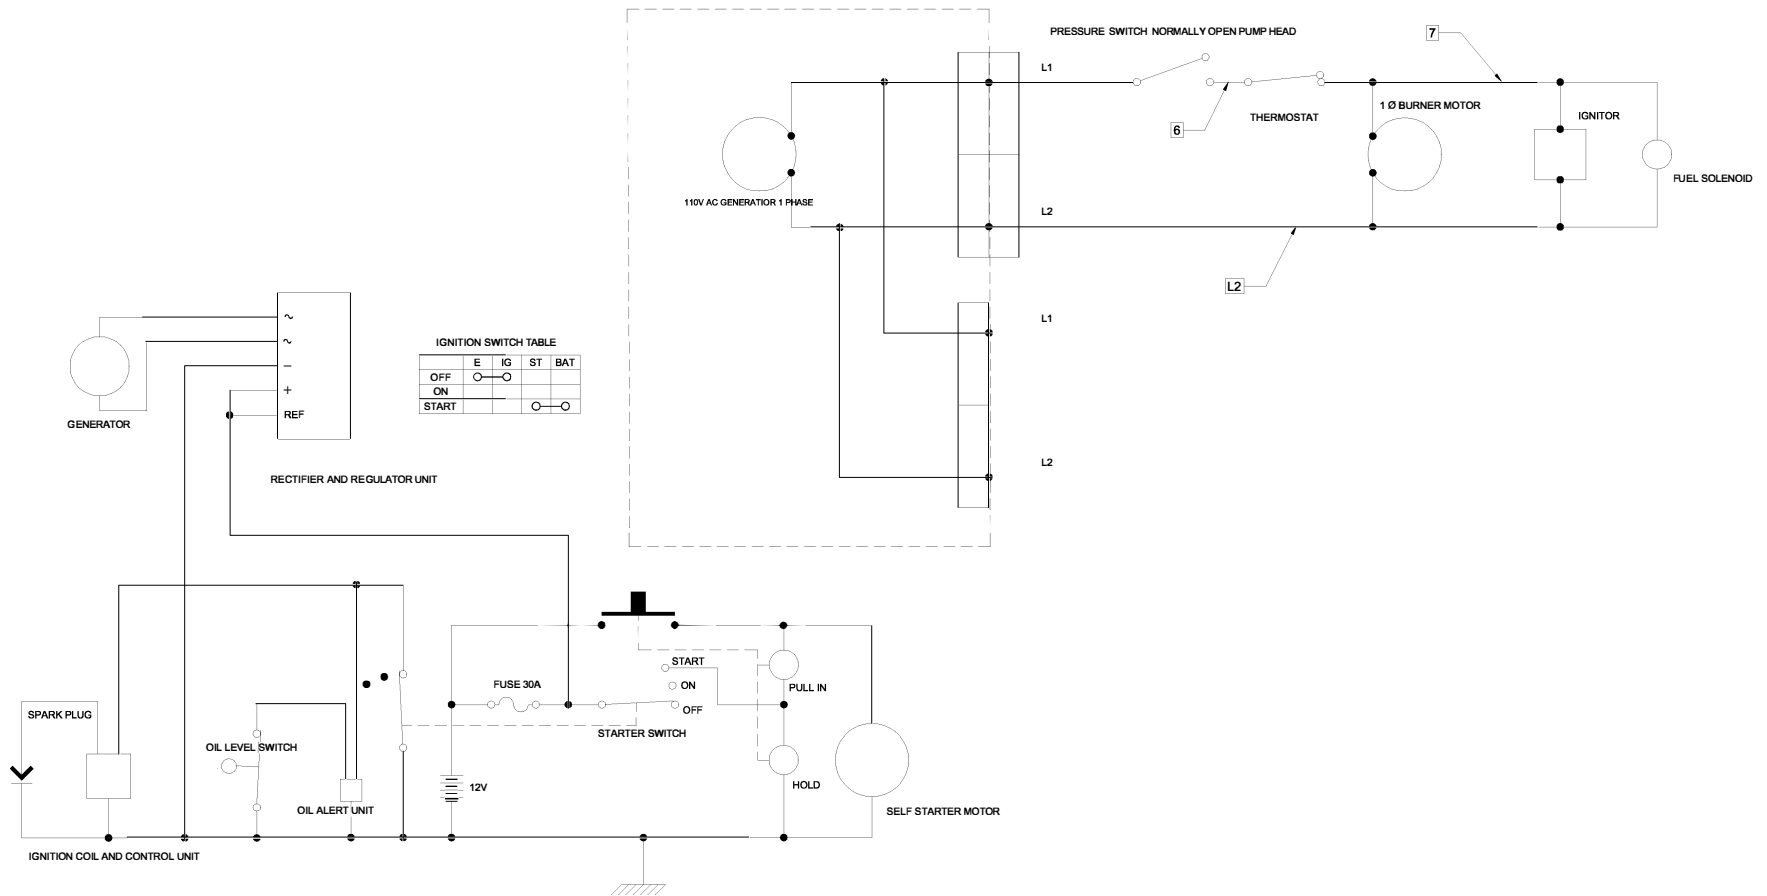 PRESSURE SWITCH NORMALLY OPEN PUMP HEAD
7
L1
1 Ø BURNER MOTOR
IGNITOR
THERMOSTAT
6
FUEL SOLENOID
110V AC GENERATIOR 1 PHASE
L2
L2
L1
L2
~
~
−
+
REF
GENERATOR
RECTIFIER AND REGULATOR UNIT
IGNITION SWITCH TABLE
E IG ST BAT
OFF
ON
START
START
ON
OFF
FUSE 30A
STARTER SWITCH
PULL IN
HOLD
SELF STARTER MOTOR
SPARK PLUG
OIL LEVEL SWITCH
12V
OIL ALERT UNIT
IGNITION COIL AND CONTROL UNIT